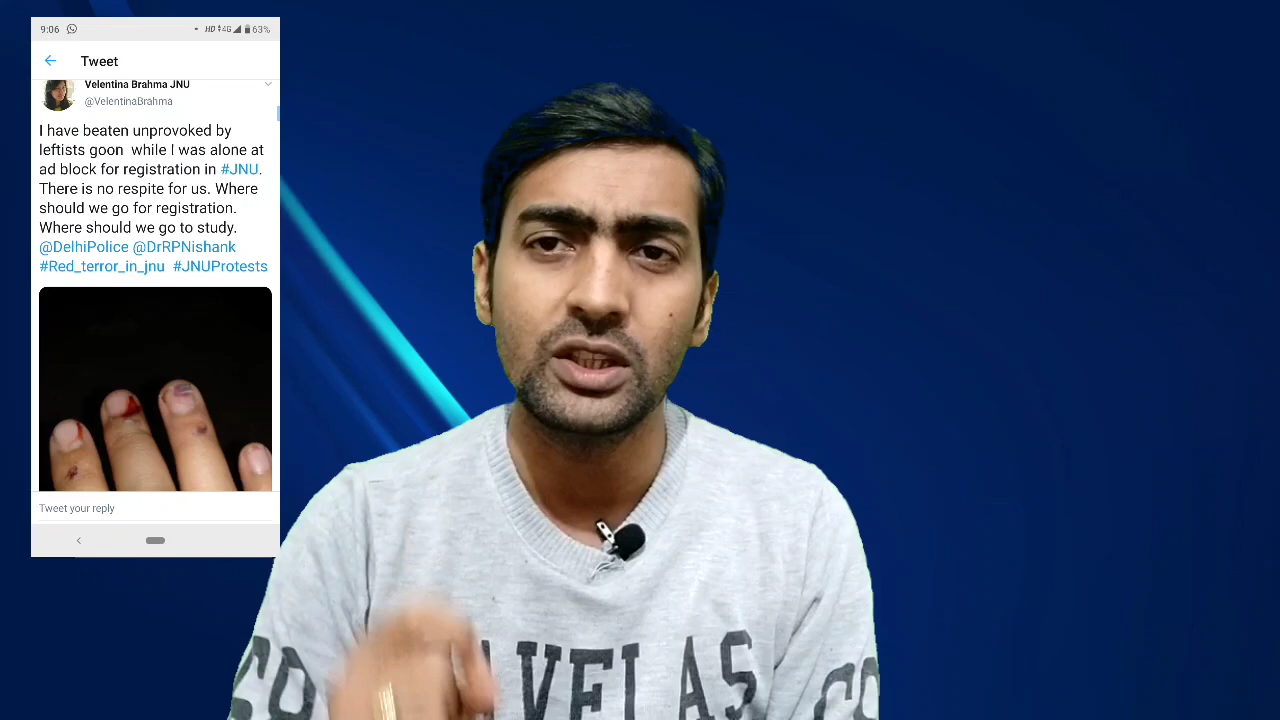 9:06
HD 4G 63%
Tweet
Velentina Brahma JNU
@VelentinaBrahma
I have beaten unprovoked by
leftists goon while I was alone at
ad block for registration in #JNU.
There is no respite for us. Where
should we go for registration.
Where should we go to study.
@DelhiPolice @DrRPNishank
#Red_terror_in_jnu #JNUProtests
Tweet your reply